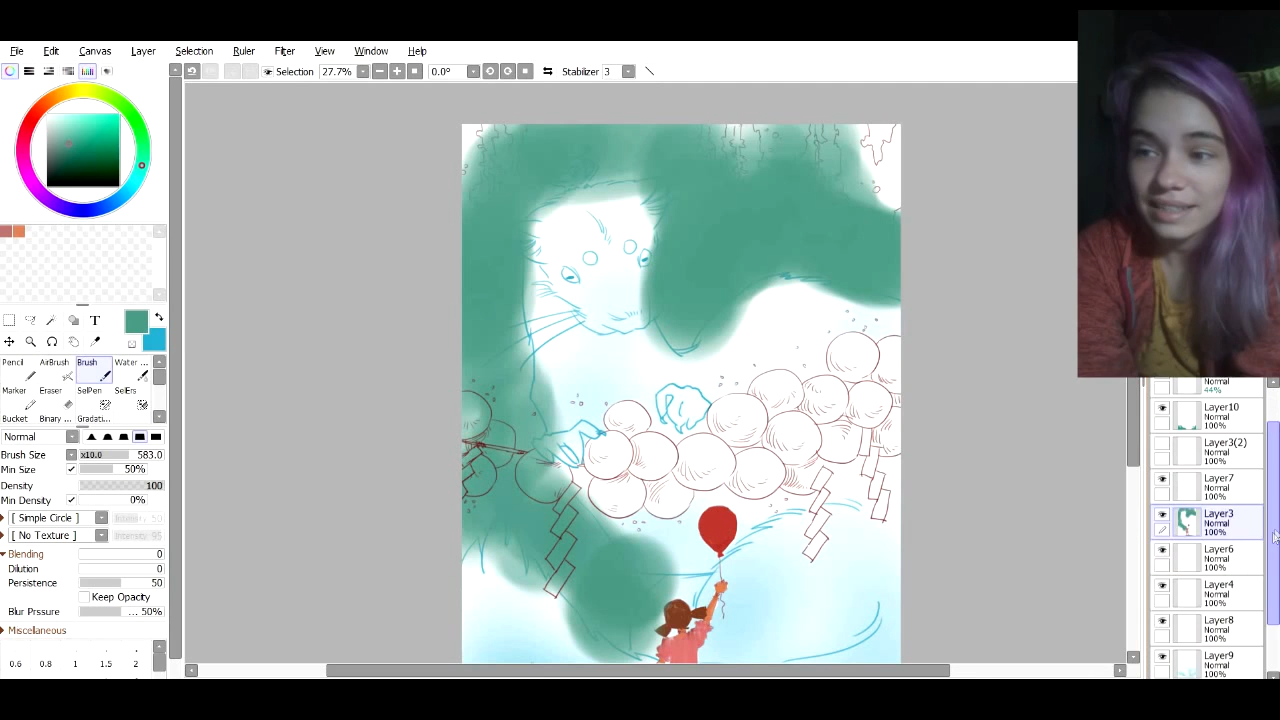 File Edit Canvas Layer Selection Ruler Filter View Window Help
Selection 27.7% 0.0° Stabilizer 3
T
Pencil AirBrush Brush Water ...
Marker Eraser SelPen SelErs
Bucket Binary ... Gradati...
Normal
Brush Size x10.0 583.0
Min Size 50%
Density 100
Min Density 0%
[ Simple Circle ]
[ No Texture ]
Blending 0
Dilution 0
Persistence 50
Keep Opacity
Blur Prssure ... 50%
Miscellaneous
0.6 0.8 1 1.5 2
Normal
44%
Layer10
Normal
100%
Layer3(2)
Normal
100%
Layer7
Normal
100%
Layer3
Normal
100%
Layer6
Normal
100%
Layer4
Normal
100%
Layer8
Normal
100%
Layer9
Normal
100%